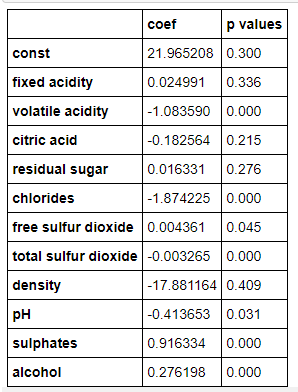 coef p values
const 21.965208 0.300
fixed acidity 0.024991 0.336
volatile acidity -1.083590 0.000
citric acid -0.182564 0.215
residual sugar 0.016331 0.276
chlorides -1.874225 0.000
free sulfur dioxide 0.004361 0.045
total sulfur dioxide -0.003265 0.000
density -17.881164 0.409
pH -0.413653 0.031
sulphates 0.916334 0.000
alcohol 0.276198 0.000